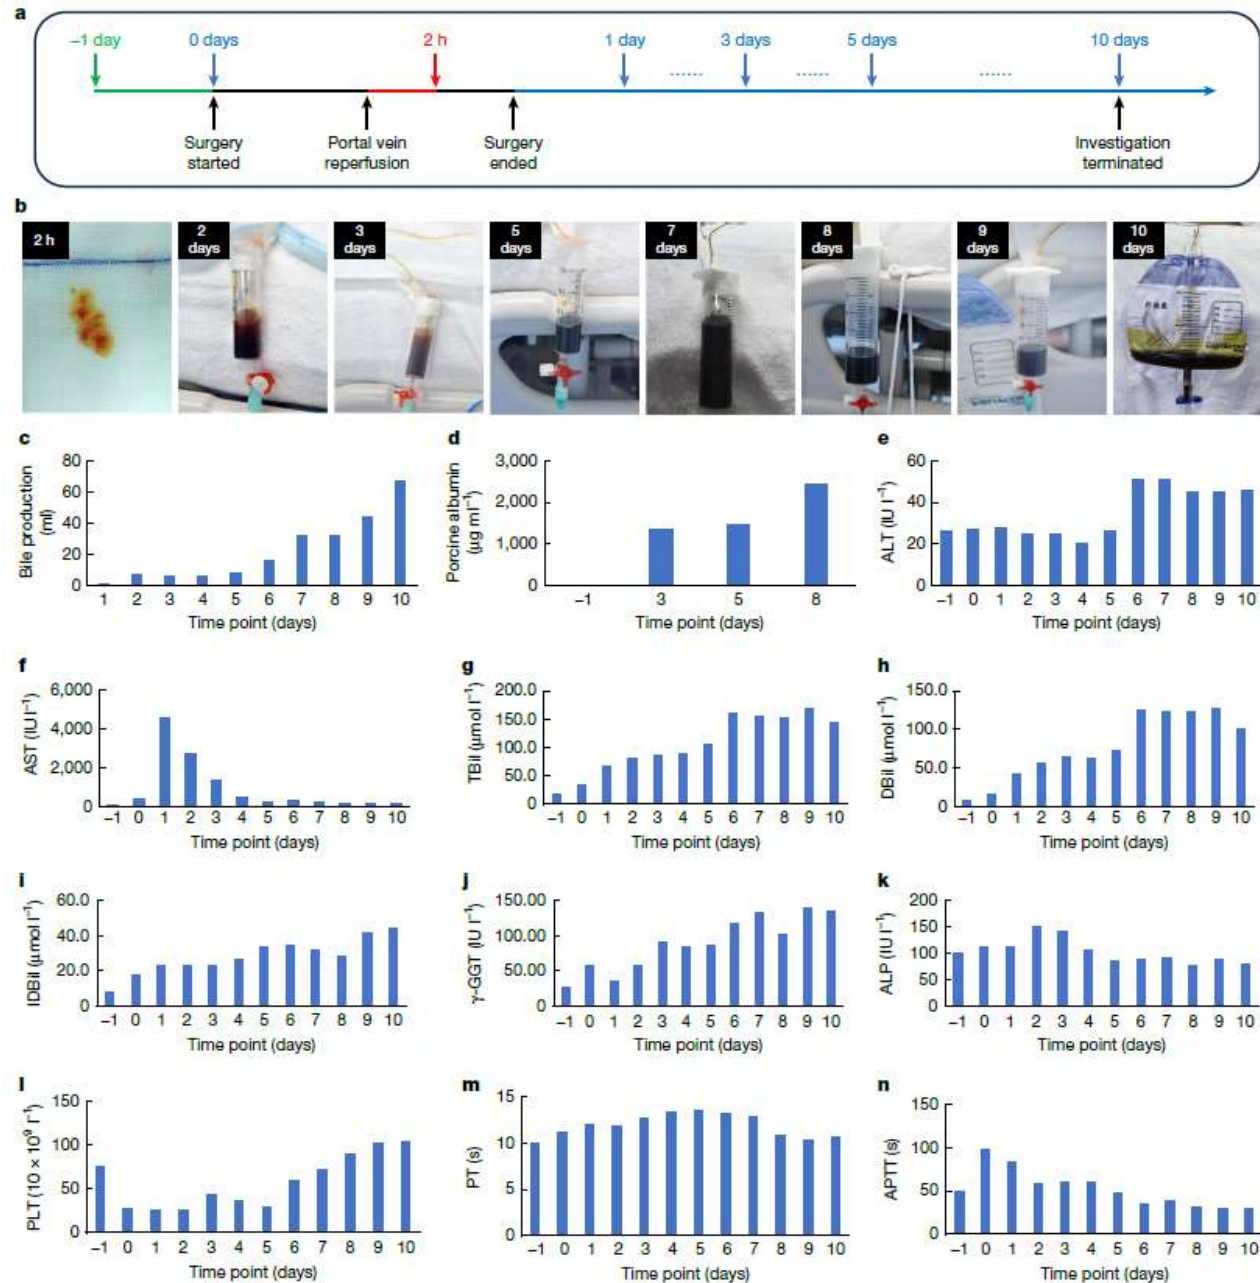 a
−1 day 0 days 2 h 1 day 3 days 5 days 10 days
Surgery
started
Portal vein
reperfusion
Surgery
ended
Investigation
terminated
b
2 h
2
days
3
days
5
days
7
days
8
days
9
days
10
days
c
Bile production
(ml)
80
60
40
20
0
1 2 3 4 5 6 7 8 9 10
Time point (days)
d
Porcine albumin
(μg ml−1)
3,000
2,000
1,000
0
−1 3 5 8
Time point (days)
e
ALT (IU l−1)
60
40
20
0
−1 0 1 2 3 4 5 6 7 8 9 10
Time point (days)
f
AST (IU l−1)
6,000
4,000
2,000
0
−1 0 1 2 3 4 5 6 7 8 9 10
Time point (days)
g
TBil (μmol l−1)
200.0
150.0
100.0
50.0
0
−1 0 1 2 3 4 5 6 7 8 9 10
Time point (days)
h
DBil (μmol l−1)
150.0
100.0
50.0
0
−1 0 1 2 3 4 5 6 7 8 9 10
Time point (days)
i
IDBil (μmol l−1)
60.0
40.0
20.0
0
−1 0 1 2 3 4 5 6 7 8 9 10
Time point (days)
j
γ-GGT (IU l−1)
150.00
100.00
50.00
0
−1 0 1 2 3 4 5 6 7 8 9 10
Time point (days)
k
ALP (IU l−1)
200
150
100
50
0
−1 0 1 2 3 4 5 6 7 8 9 10
Time point (days)
l
PLT (10 × 10⁹ l−1)
150
100
50
0
−1 0 1 2 3 4 5 6 7 8 9 10
Time point (days)
m
PT (s)
15
10
5
0
−1 0 1 2 3 4 5 6 7 8 9 10
Time point (days)
n
APTT (s)
150
100
50
0
−1 0 1 2 3 4 5 6 7 8 9 10
Time point (days)